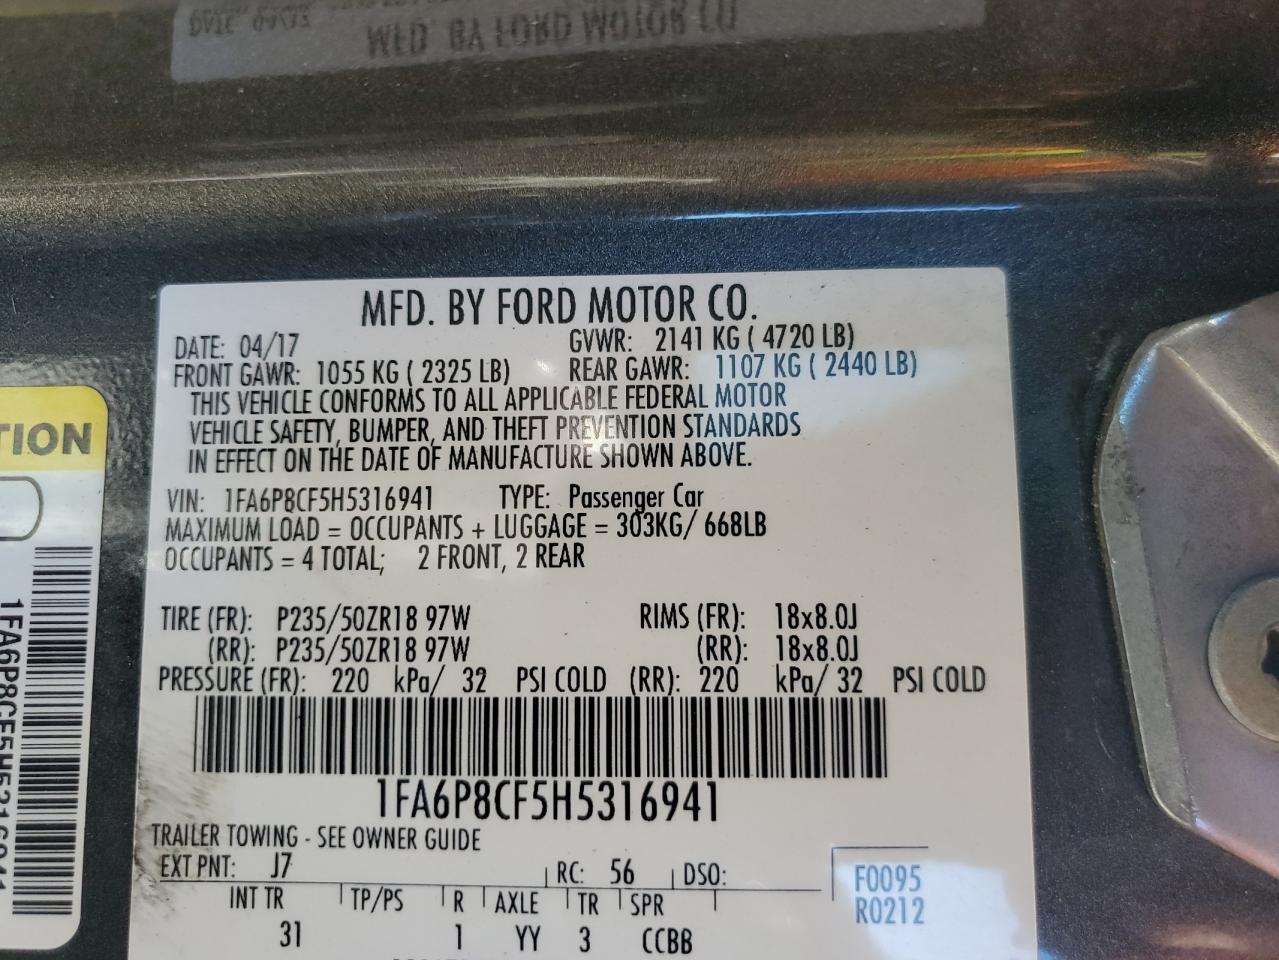 MFD. BY FORD MOTOR CO.
DATE: 04/17 GVWR: 2141 KG ( 4720 LB)
FRONT GAWR: 1055 KG ( 2325 LB) REAR GAWR: 1107 KG ( 2440 LB)
THIS VEHICLE CONFORMS TO ALL APPLICABLE FEDERAL MOTOR
VEHICLE SAFETY, BUMPER, AND THEFT PREVENTION STANDARDS
IN EFFECT ON THE DATE OF MANUFACTURE SHOWN ABOVE.
VIN: 1FA6P8CF5H5316941 TYPE: Passenger Car
MAXIMUM LOAD = OCCUPANTS + LUGGAGE = 303KG/ 668LB
OCCUPANTS = 4 TOTAL; 2 FRONT, 2 REAR
TIRE (FR): P235/50ZR18 97W RIMS (FR): 18x8.0J
(RR): P235/50ZR18 97W (RR): 18x8.0J
PRESSURE (FR): 220 kPa/ 32 PSI COLD (RR): 220 kPa/ 32 PSI COLD
1FA6P8CF5H5316941
TRAILER TOWING - SEE OWNER GUIDE
EXT PNT: J7 RC: 56 DSO:
F0095
R0212
INT TR TP/PS R AXLE TR SPR
31 1 YY 3 CCBB
TION
1FA6P8CF5H5316941